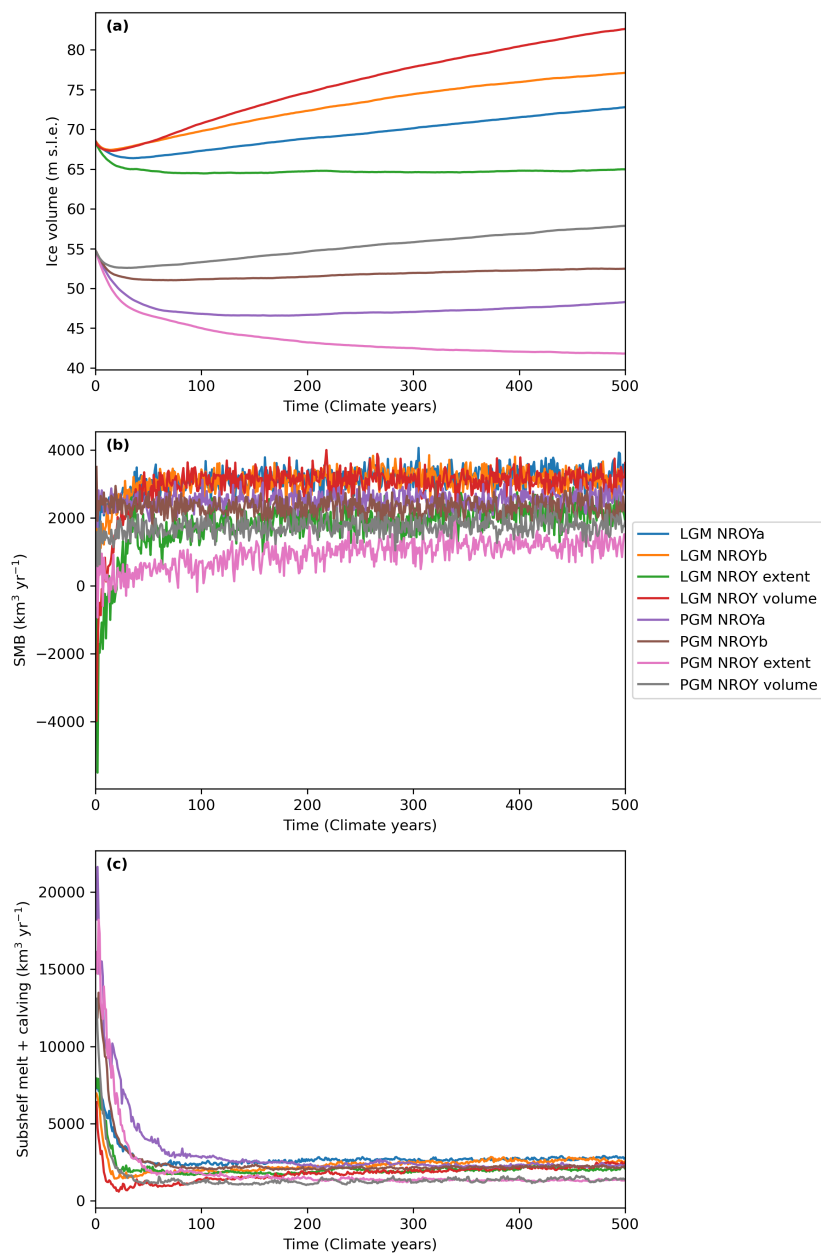 (a)
Ice volume (m s.l.e.)
80
75
70
65
60
55
50
45
40
0 100 200 300 400 500
Time (Climate years)
(b)
SMB (km³ yr⁻¹)
4000
2000
0
−2000
−4000
0 100 200 300 400 500
Time (Climate years)
LGM NROYa
LGM NROYb
LGM NROY extent
LGM NROY volume
PGM NROYa
PGM NROYb
PGM NROY extent
PGM NROY volume
(c)
Subshelf melt + calving (km³ yr⁻¹)
20000
15000
10000
5000
0
0 100 200 300 400 500
Time (Climate years)